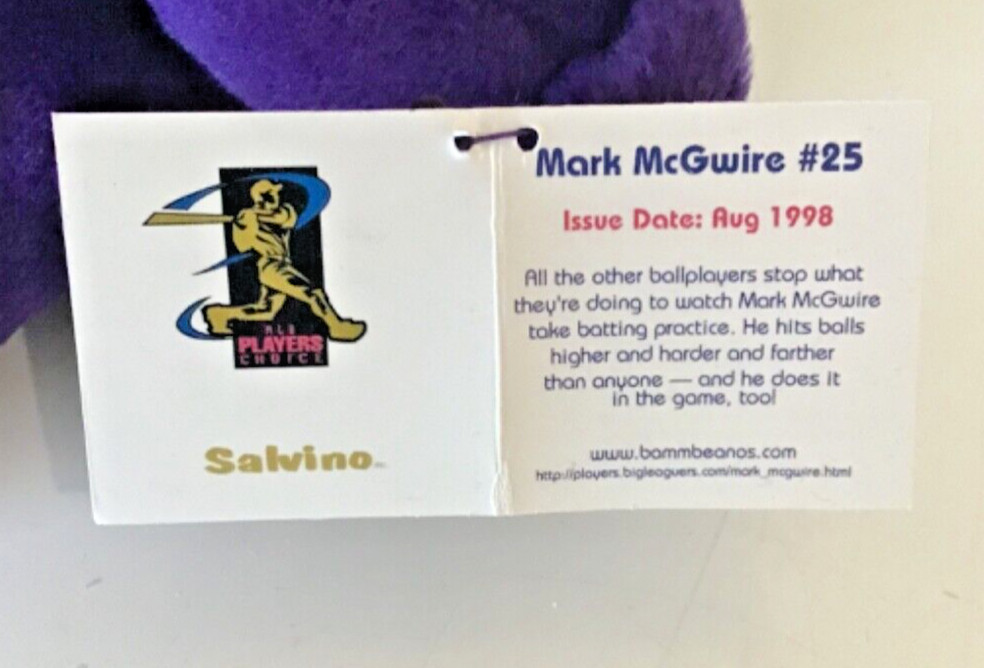 MLB
PLAYERS
CHOICE
Salvino
Mark McGwire #25
Issue Date: Aug 1998
All the other ballplayers stop what
they're doing to watch Mark McGwire
take batting practice. He hits balls
higher and harder and farther
than anyone — and he does it
in the game, too!
www.bammbeanos.com
http://players.bigleaguers.com/mark_mcgwire.html